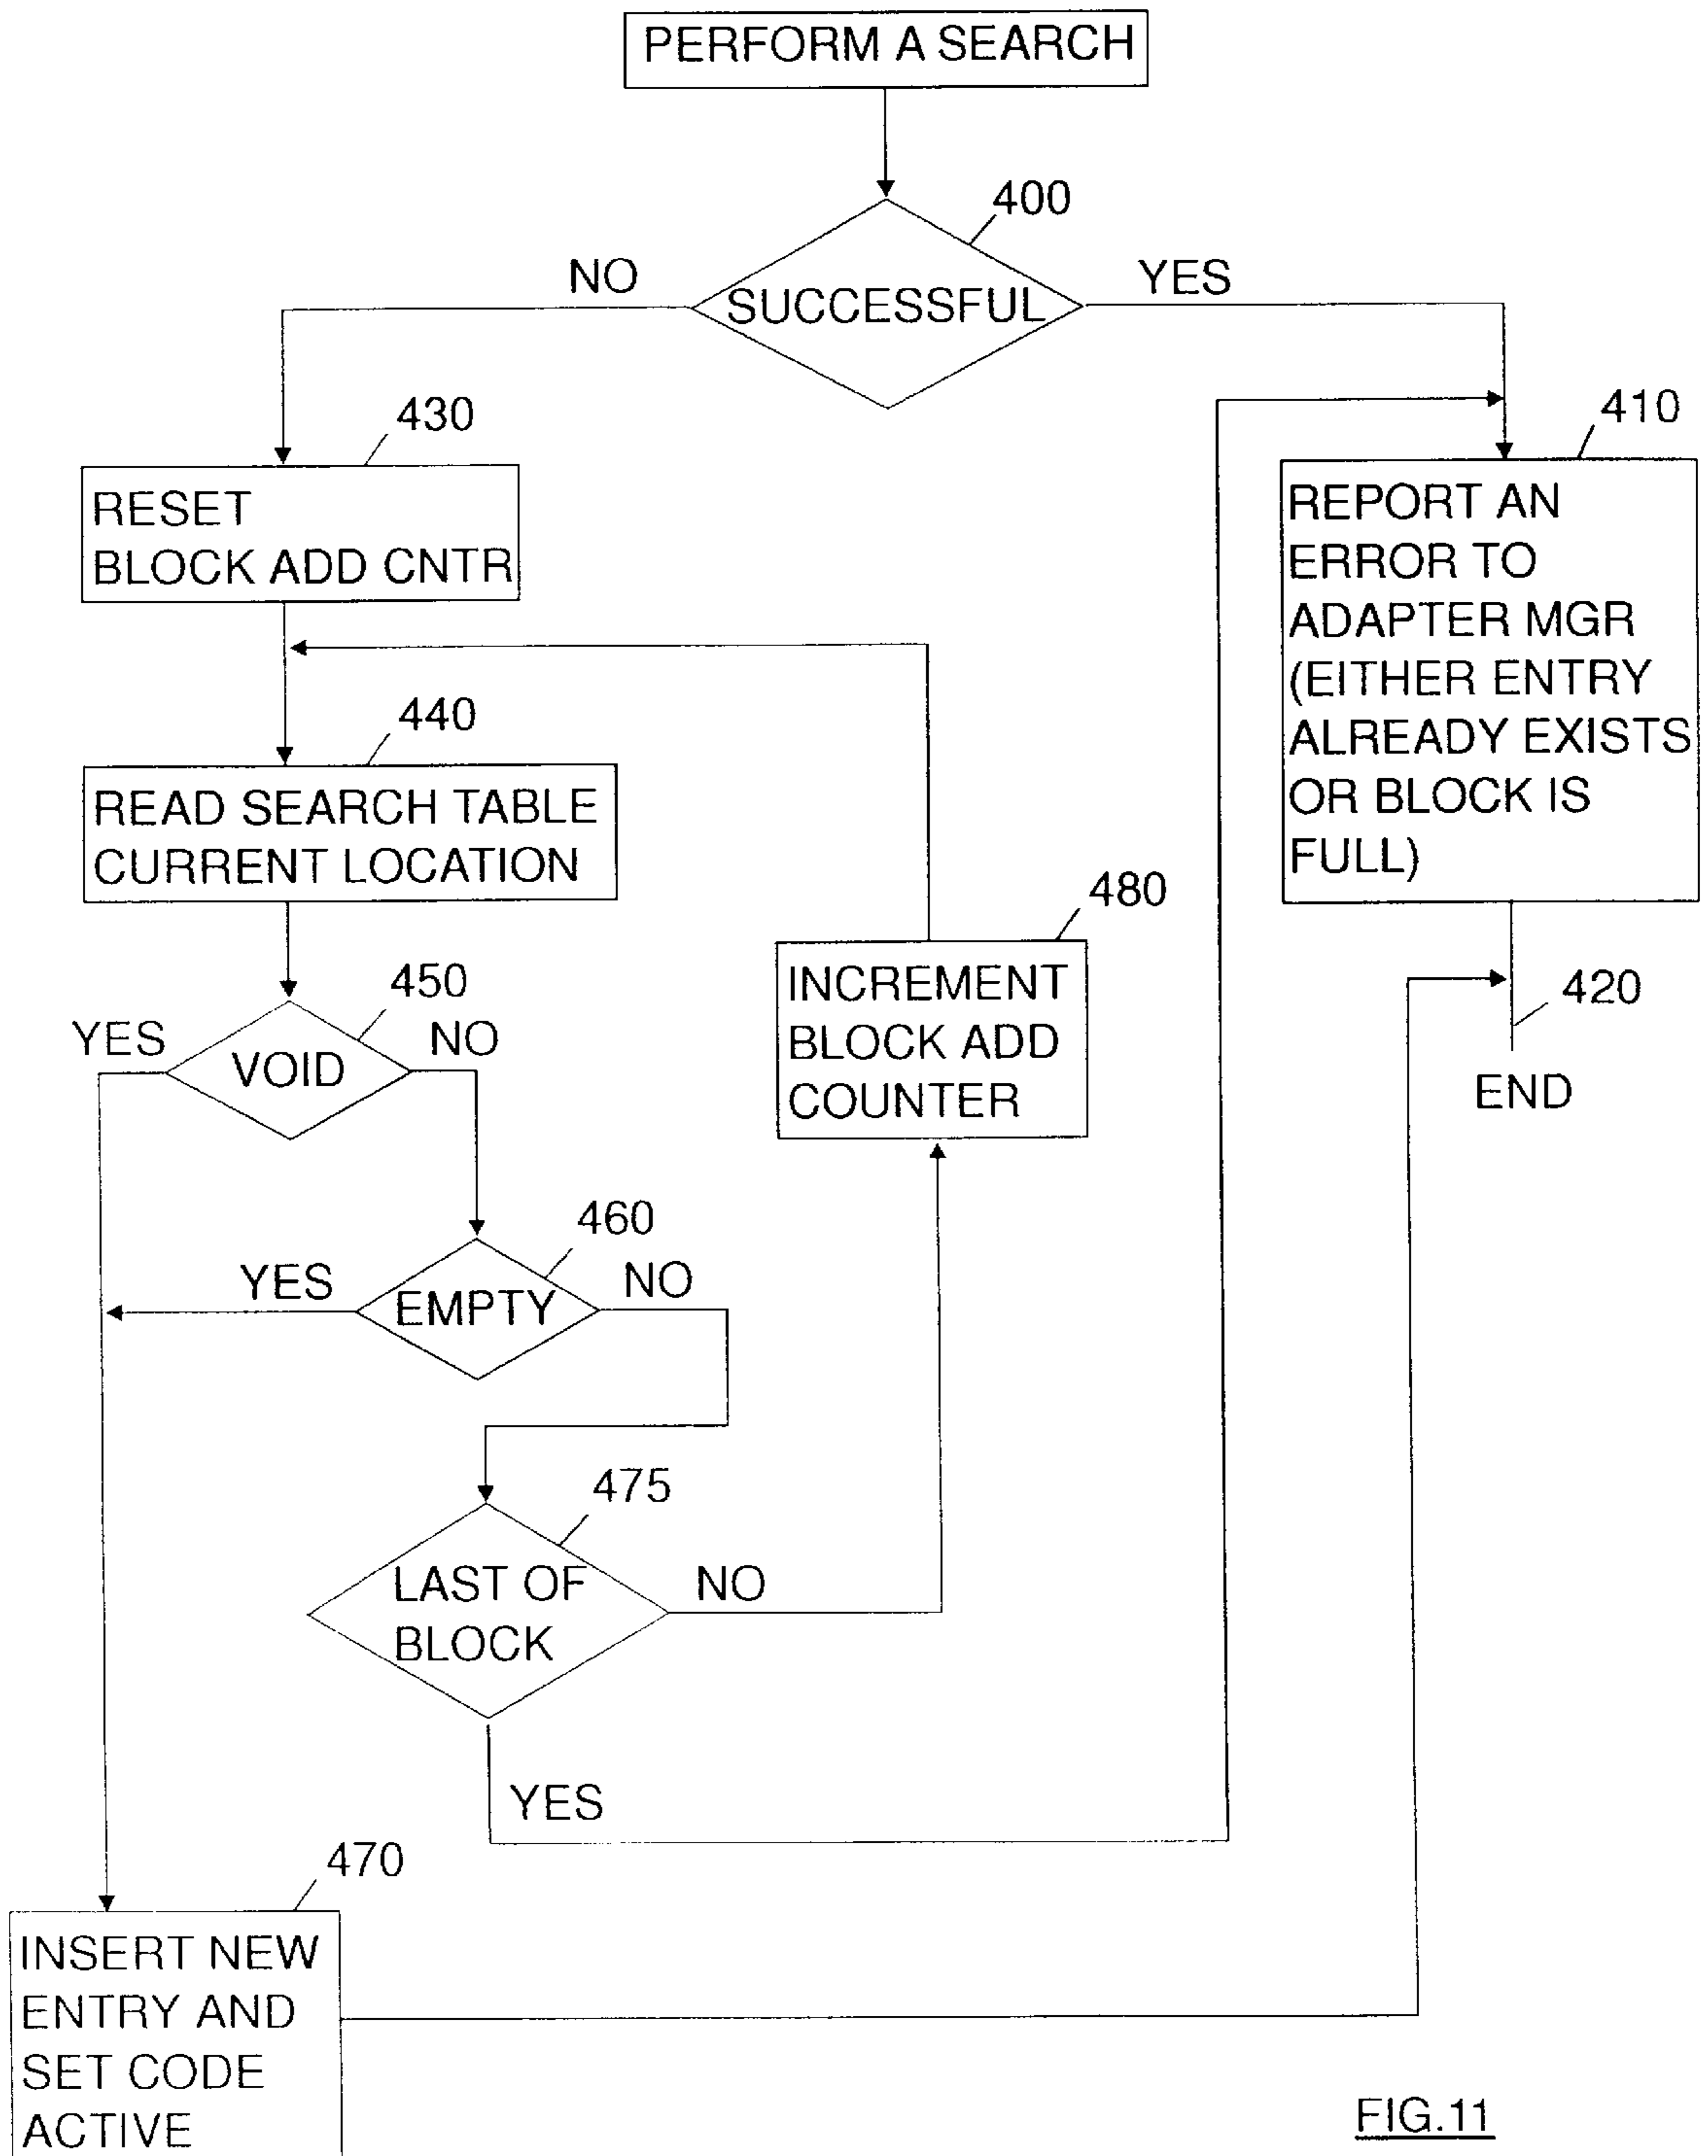 PERFORM A SEARCH
400
NO
YES
SUCCESSFUL
430
410
RESET
BLOCK ADD CNTR
REPORT AN
ERROR TO
ADAPTER MGR
(EITHER ENTRY
ALREADY EXISTS
OR BLOCK IS
FULL)
440
READ SEARCH TABLE
CURRENT LOCATION
480
INCREMENT
BLOCK ADD
COUNTER
450
YES
NO
VOID
420
END
460
YES
NO
EMPTY
475
LAST OF
BLOCK
NO
YES
470
INSERT NEW
ENTRY AND
SET CODE
ACTIVE
FIG.11